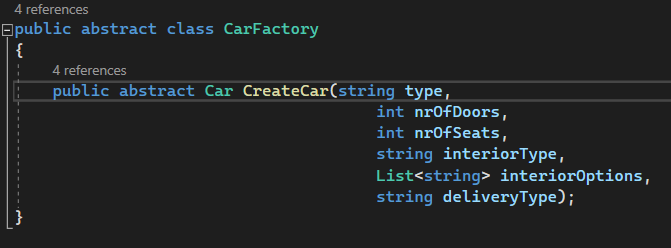 4 references
public abstract class CarFactory
{
4 references
public abstract Car CreateCar(string type,
int nrOfDoors,
int nrOfSeats,
string interiorType,
List<string> interiorOptions,
string deliveryType);
}